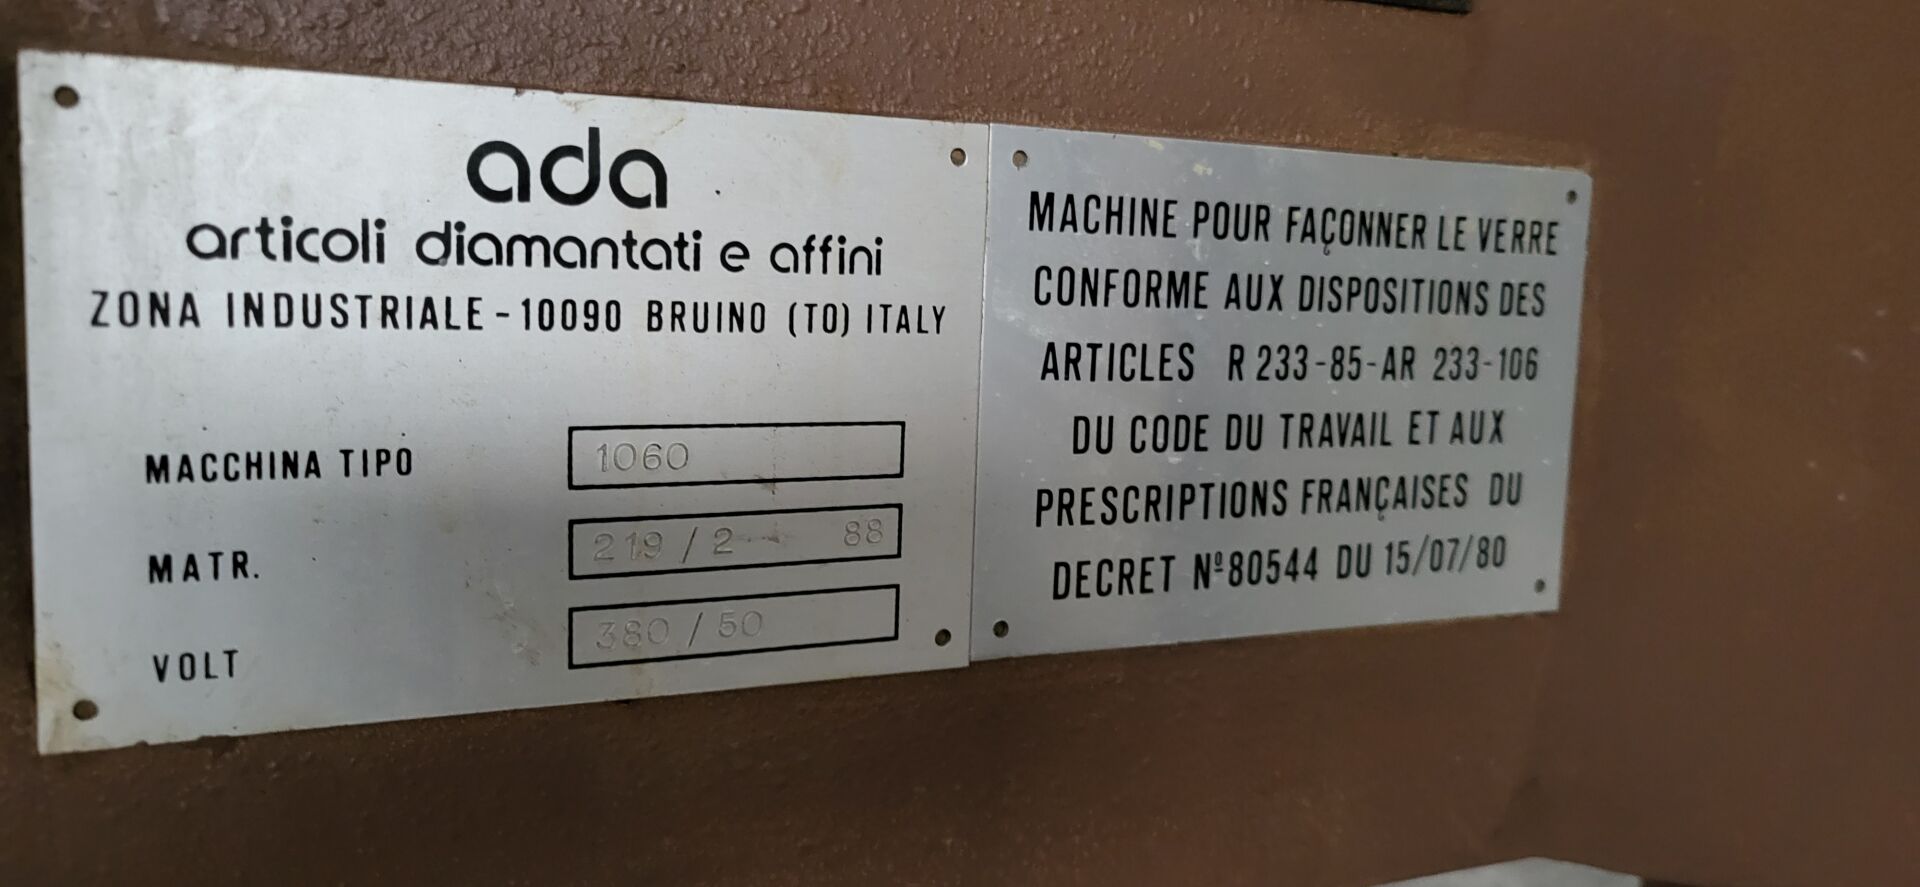 ada
articoli diamantati e affini
ZONA INDUSTRIALE - 10090 BRUINO (TO) ITALY
MACCHINA TIPO 1060
MATR. 219 / 2 88
VOLT 380 / 50
MACHINE POUR FAÇONNER LE VERRE
CONFORME AUX DISPOSITIONS DES
ARTICLES R 233-85-AR 233-106
DU CODE DU TRAVAIL ET AUX
PRESCRIPTIONS FRANÇAISES DU
DECRET Nº80544 DU 15/07/80